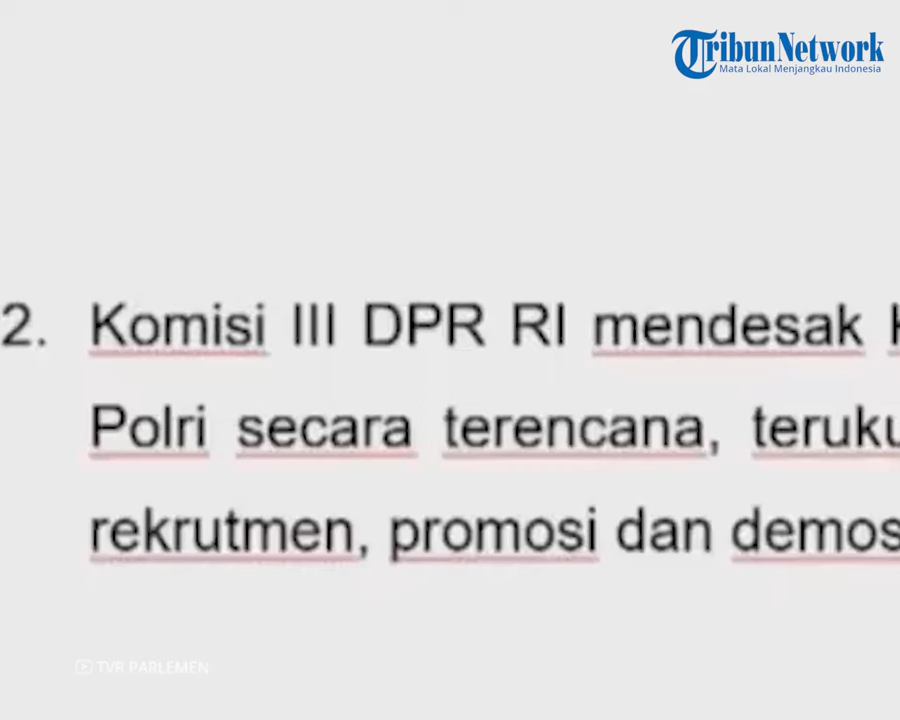 TribunNetwork
Mata Lokal Menjangkau Indonesia
2. Komisi III DPR RI mendesak
Polri secara terencana,
rekrutmen, promosi dan
TVR PARLEMEN